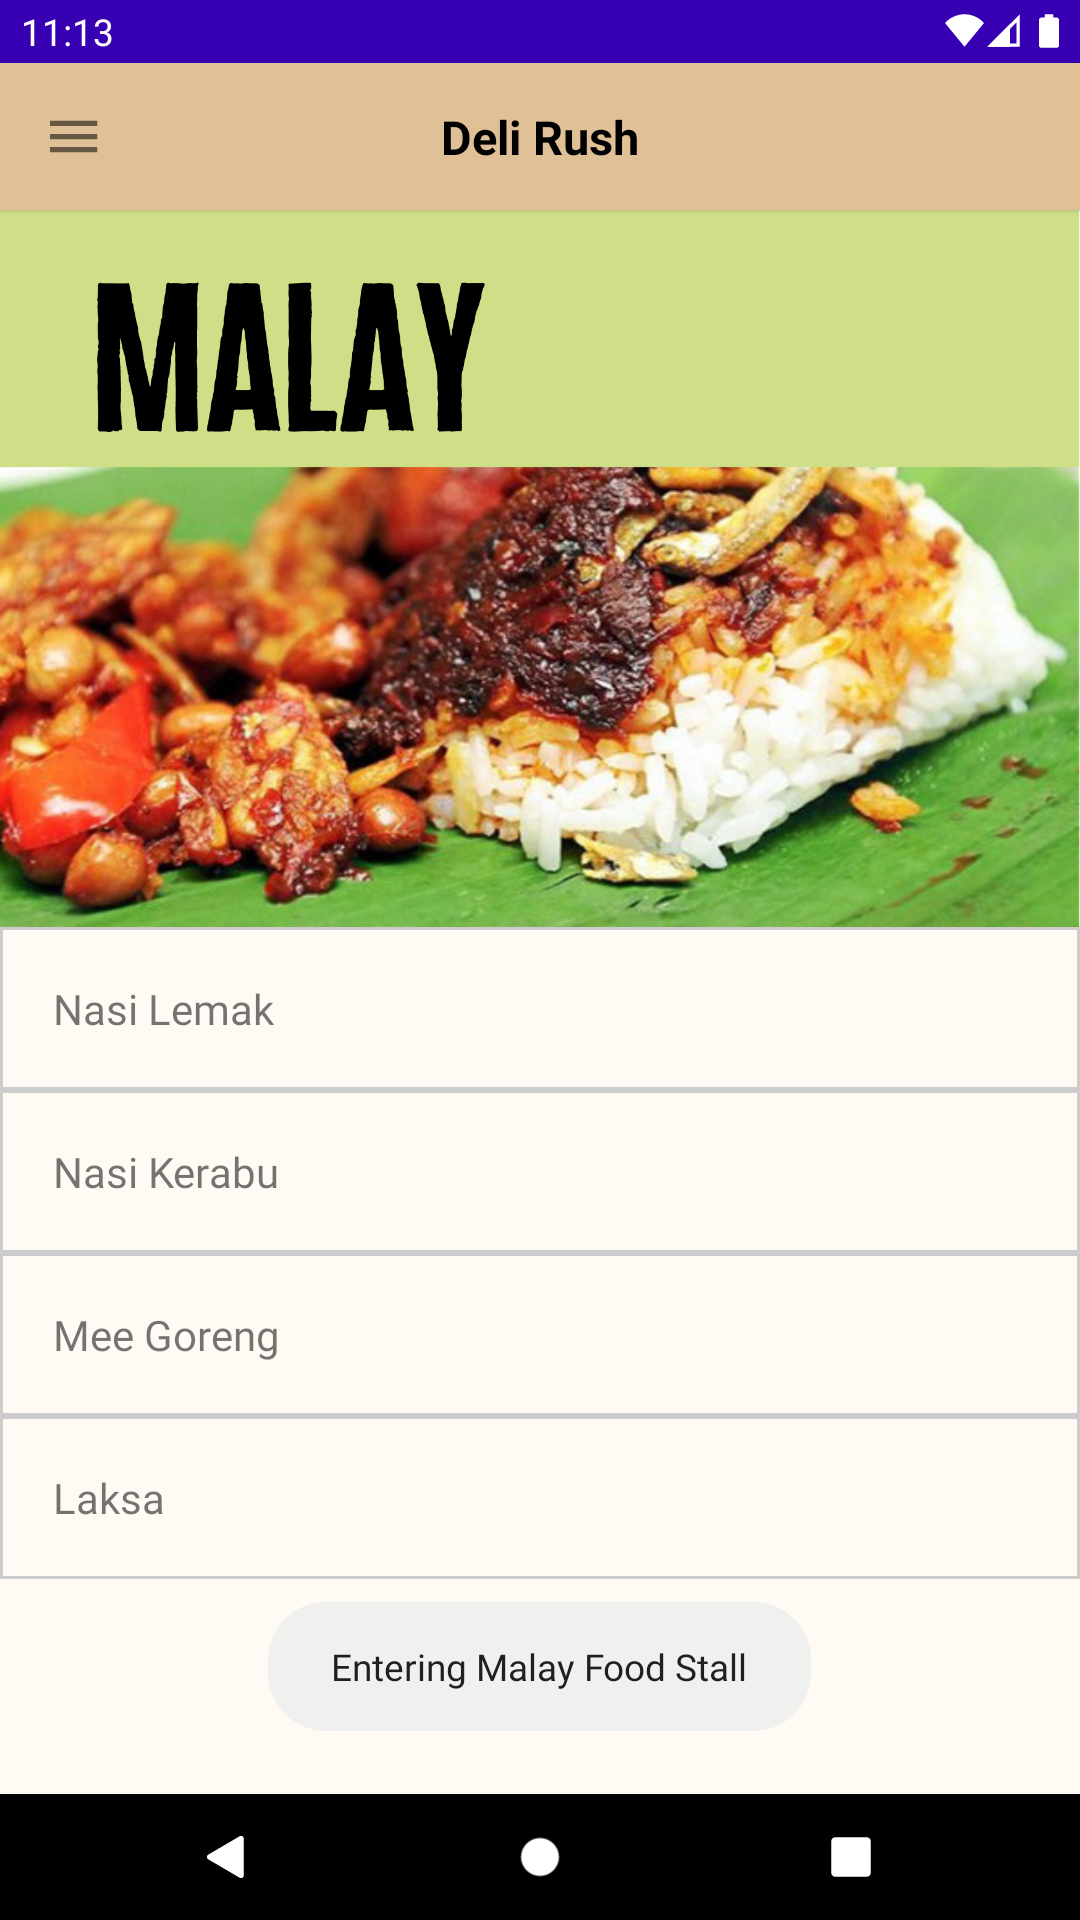 11:13
Deli Rush
MALAY
Nasi Lemak
Nasi Kerabu
Mee Goreng
Laksa
Entering Malay Food Stall